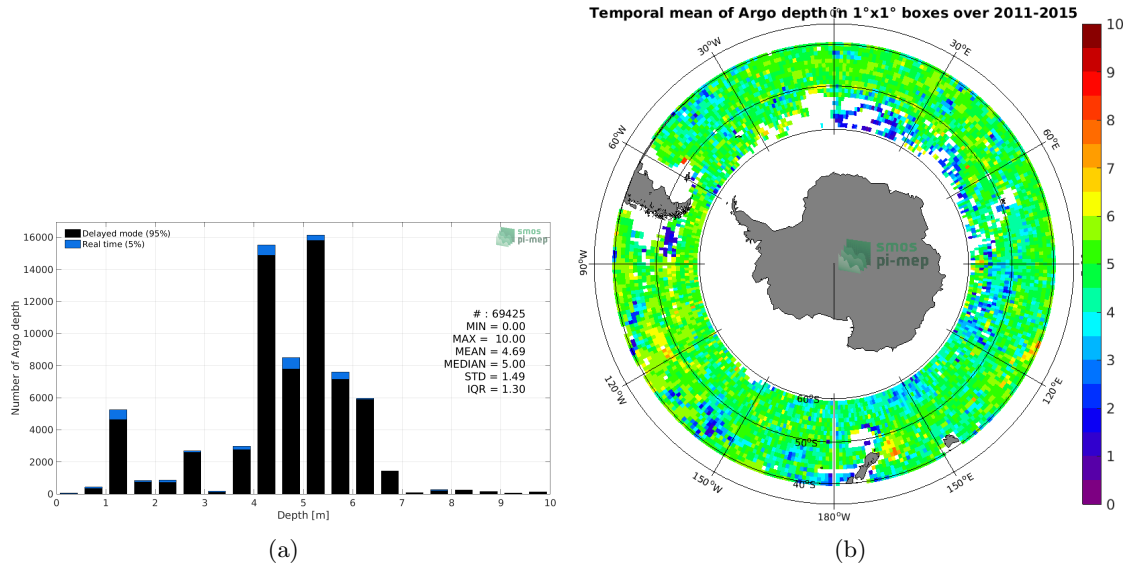 Delayed mode (95%)
Real time (5%)
smos
pi-mep
16000
14000
12000
10000
8000
6000
4000
2000
0
Number of Argo depth
# : 69425
MIN = 0.00
MAX = 10.00
MEAN = 4.69
MEDIAN = 5.00
STD = 1.49
IQR = 1.30
0 1 2 3 4 5 6 7 8 9 10
Depth [m]
(a)
Temporal mean of Argo depth in 1°x1° boxes over 2011-2015
30°W
30°E
60°W
60°E
90°W
120°W
120°E
150°W
150°E
180°W
60°S
50°S
40°S
smos
pi-mep
10
9
8
7
6
5
4
3
2
1
0
(b)